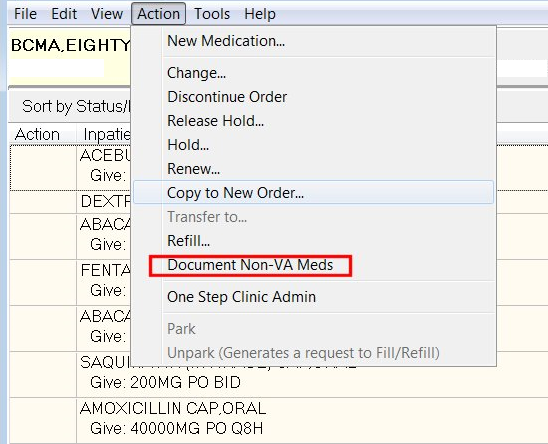 File Edit View Action Tools Help
BCMA,EIGHTY
New Medication...
Change...
Discontinue Order
Release Hold...
Hold...
Renew...
Copy to New Order...
Transfer to...
Refill...
Document Non-VA Meds
One Step Clinic Admin
Park
Unpark (Generates a request to Fill/Refill)
Sort by Status/
Action Inpatie
ACEBU
Give:
DEXTR
ABACA
Give:
FENTA
Give:
ABACA
Give:
Give: 200MG PO BID
AMOXICILLIN CAP,ORAL
Give: 40000MG PO Q8H